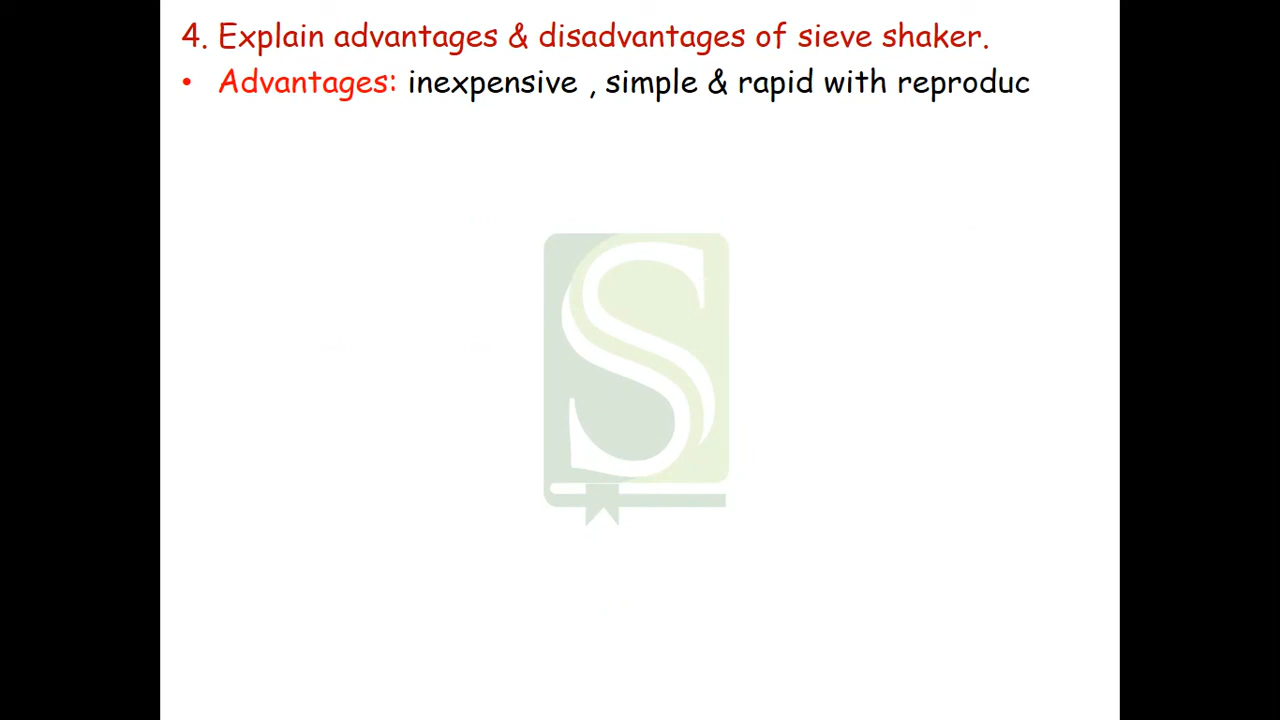 4. Explain advantages & disadvantages of sieve shaker.
• Advantages: inexpensive , simple & rapid with reproduc
S